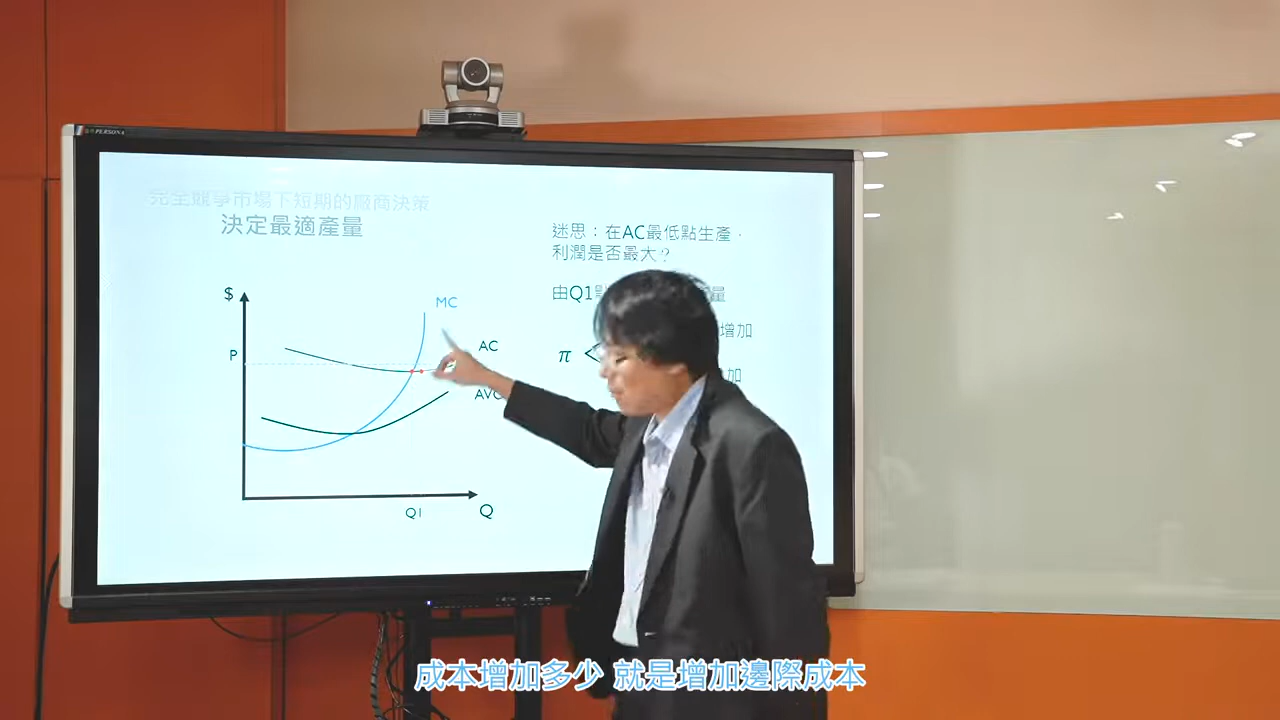 PERSONA
完全競爭市場下短期的廠商決策
決定最適產量
迷思：在AC最低點生產，
利潤是否最大？
由Q1
量
增加
π <
加
$
MC
P
AC
AVC
Q1
Q
成本增加多少 就是增加邊際成本